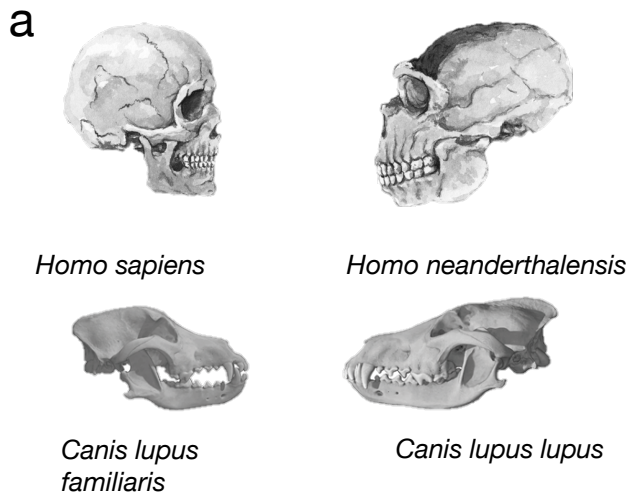 a
Homo sapiens
Homo neanderthalensis
Canis lupus
familiaris
Canis lupus lupus